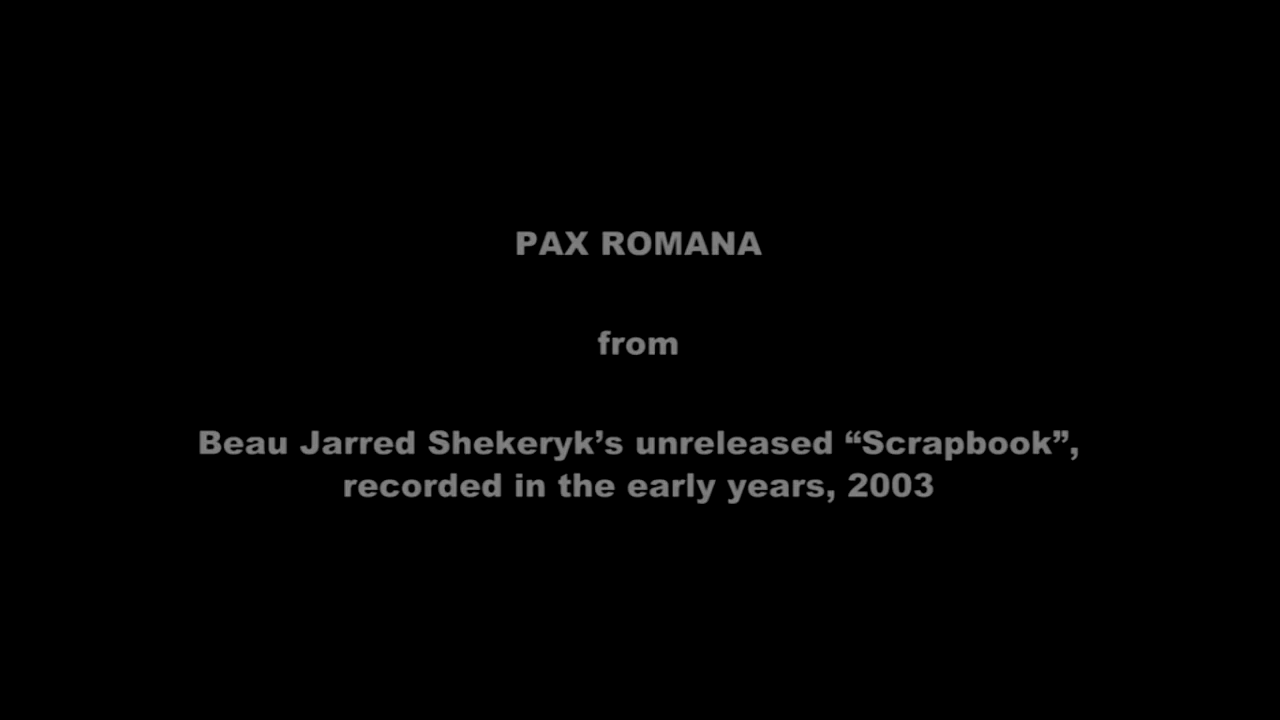 PAX ROMANA
from
Beau Jarred Shekeryk’s unreleased “Scrapbook”,
recorded in the early years, 2003